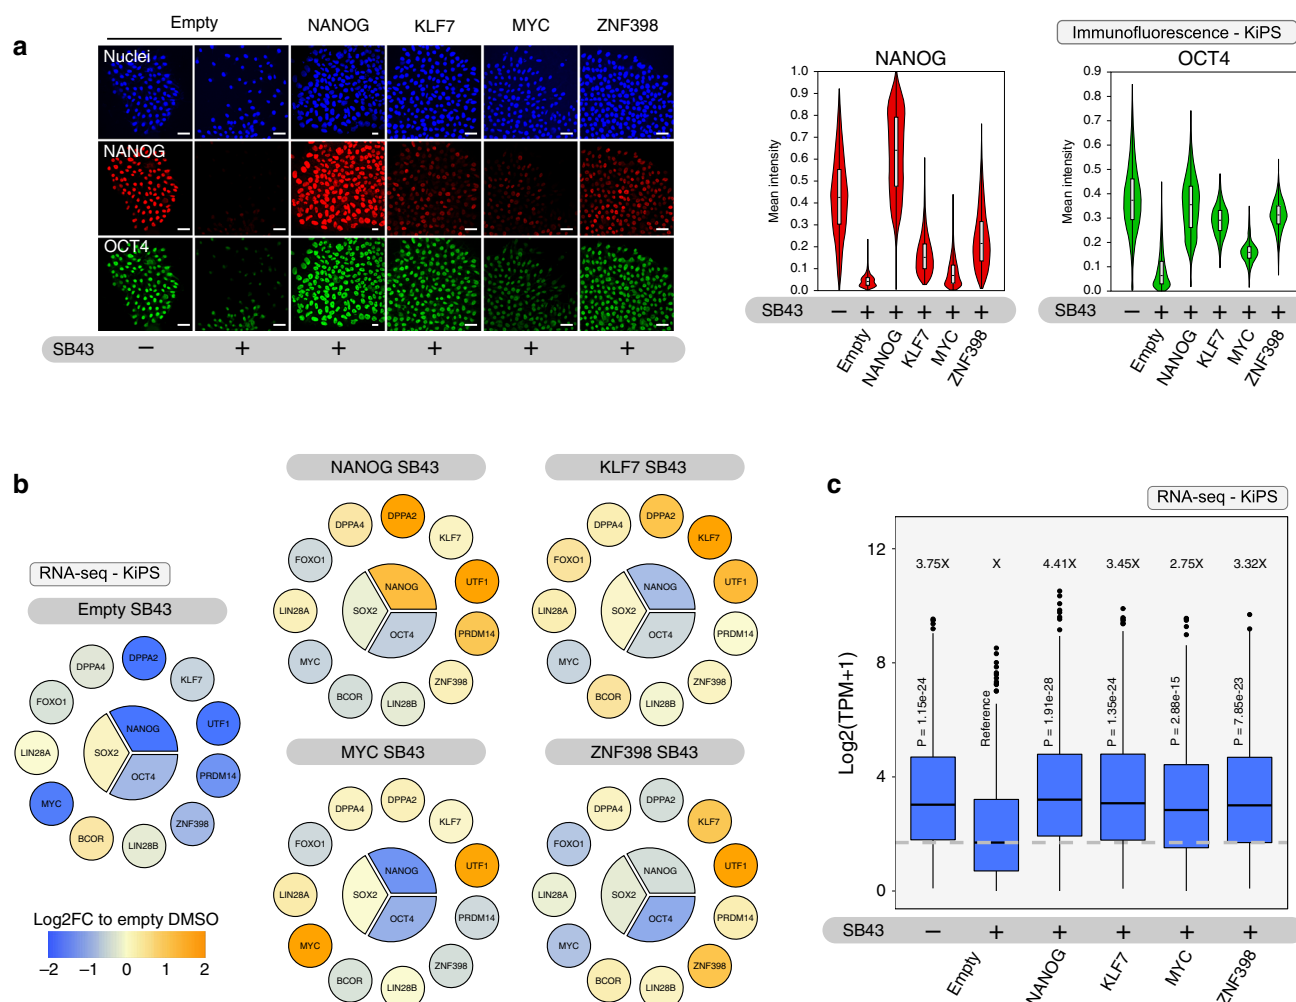 a
Empty
NANOG
KLF7
MYC
ZNF398
Nuclei
NANOG
OCT4
SB43
−
+
+
+
+
+
Immunofluorescence - KiPS
NANOG
Mean intensity
1.0
0.9
0.8
0.7
0.6
0.5
0.4
0.3
0.2
0.1
0.0
SB43
− + + + + +
Empty
NANOG
KLF7
MYC
ZNF398
OCT4
Mean intensity
0.9
0.8
0.7
0.6
0.5
0.4
0.3
0.2
0.1
0.0
SB43
− + + + + +
Empty
NANOG
KLF7
MYC
ZNF398
b
RNA-seq - KiPS
Empty SB43
DPPA2
DPPA4
KLF7
FOXO1
UTF1
NANOG
LIN28A
SOX2
PRDM14
OCT4
MYC
ZNF398
BCOR
LIN28B
Log2FC to empty DMSO
−2 −1 0 1 2
NANOG SB43
DPPA2
DPPA4
KLF7
FOXO1
UTF1
NANOG
LIN28A
SOX2
PRDM14
OCT4
MYC
ZNF398
BCOR
LIN28B
KLF7 SB43
DPPA2
DPPA4
KLF7
FOXO1
UTF1
NANOG
LIN28A
SOX2
PRDM14
OCT4
MYC
ZNF398
BCOR
LIN28B
MYC SB43
DPPA2
DPPA4
KLF7
FOXO1
UTF1
NANOG
LIN28A
SOX2
PRDM14
OCT4
MYC
ZNF398
BCOR
LIN28B
ZNF398 SB43
DPPA2
DPPA4
KLF7
FOXO1
UTF1
NANOG
LIN28A
SOX2
PRDM14
OCT4
MYC
ZNF398
BCOR
LIN28B
c
RNA-seq - KiPS
Log2(TPM+1)
12
8
4
0
3.75X X 4.41X 3.45X 2.75X 3.32X
P = 1.15e-24
Reference
P = 1.91e-28
P = 1.35e-24
P = 2.88e-15
P = 7.85e-23
SB43
− + + + + +
Empty
NANOG
KLF7
MYC
ZNF398